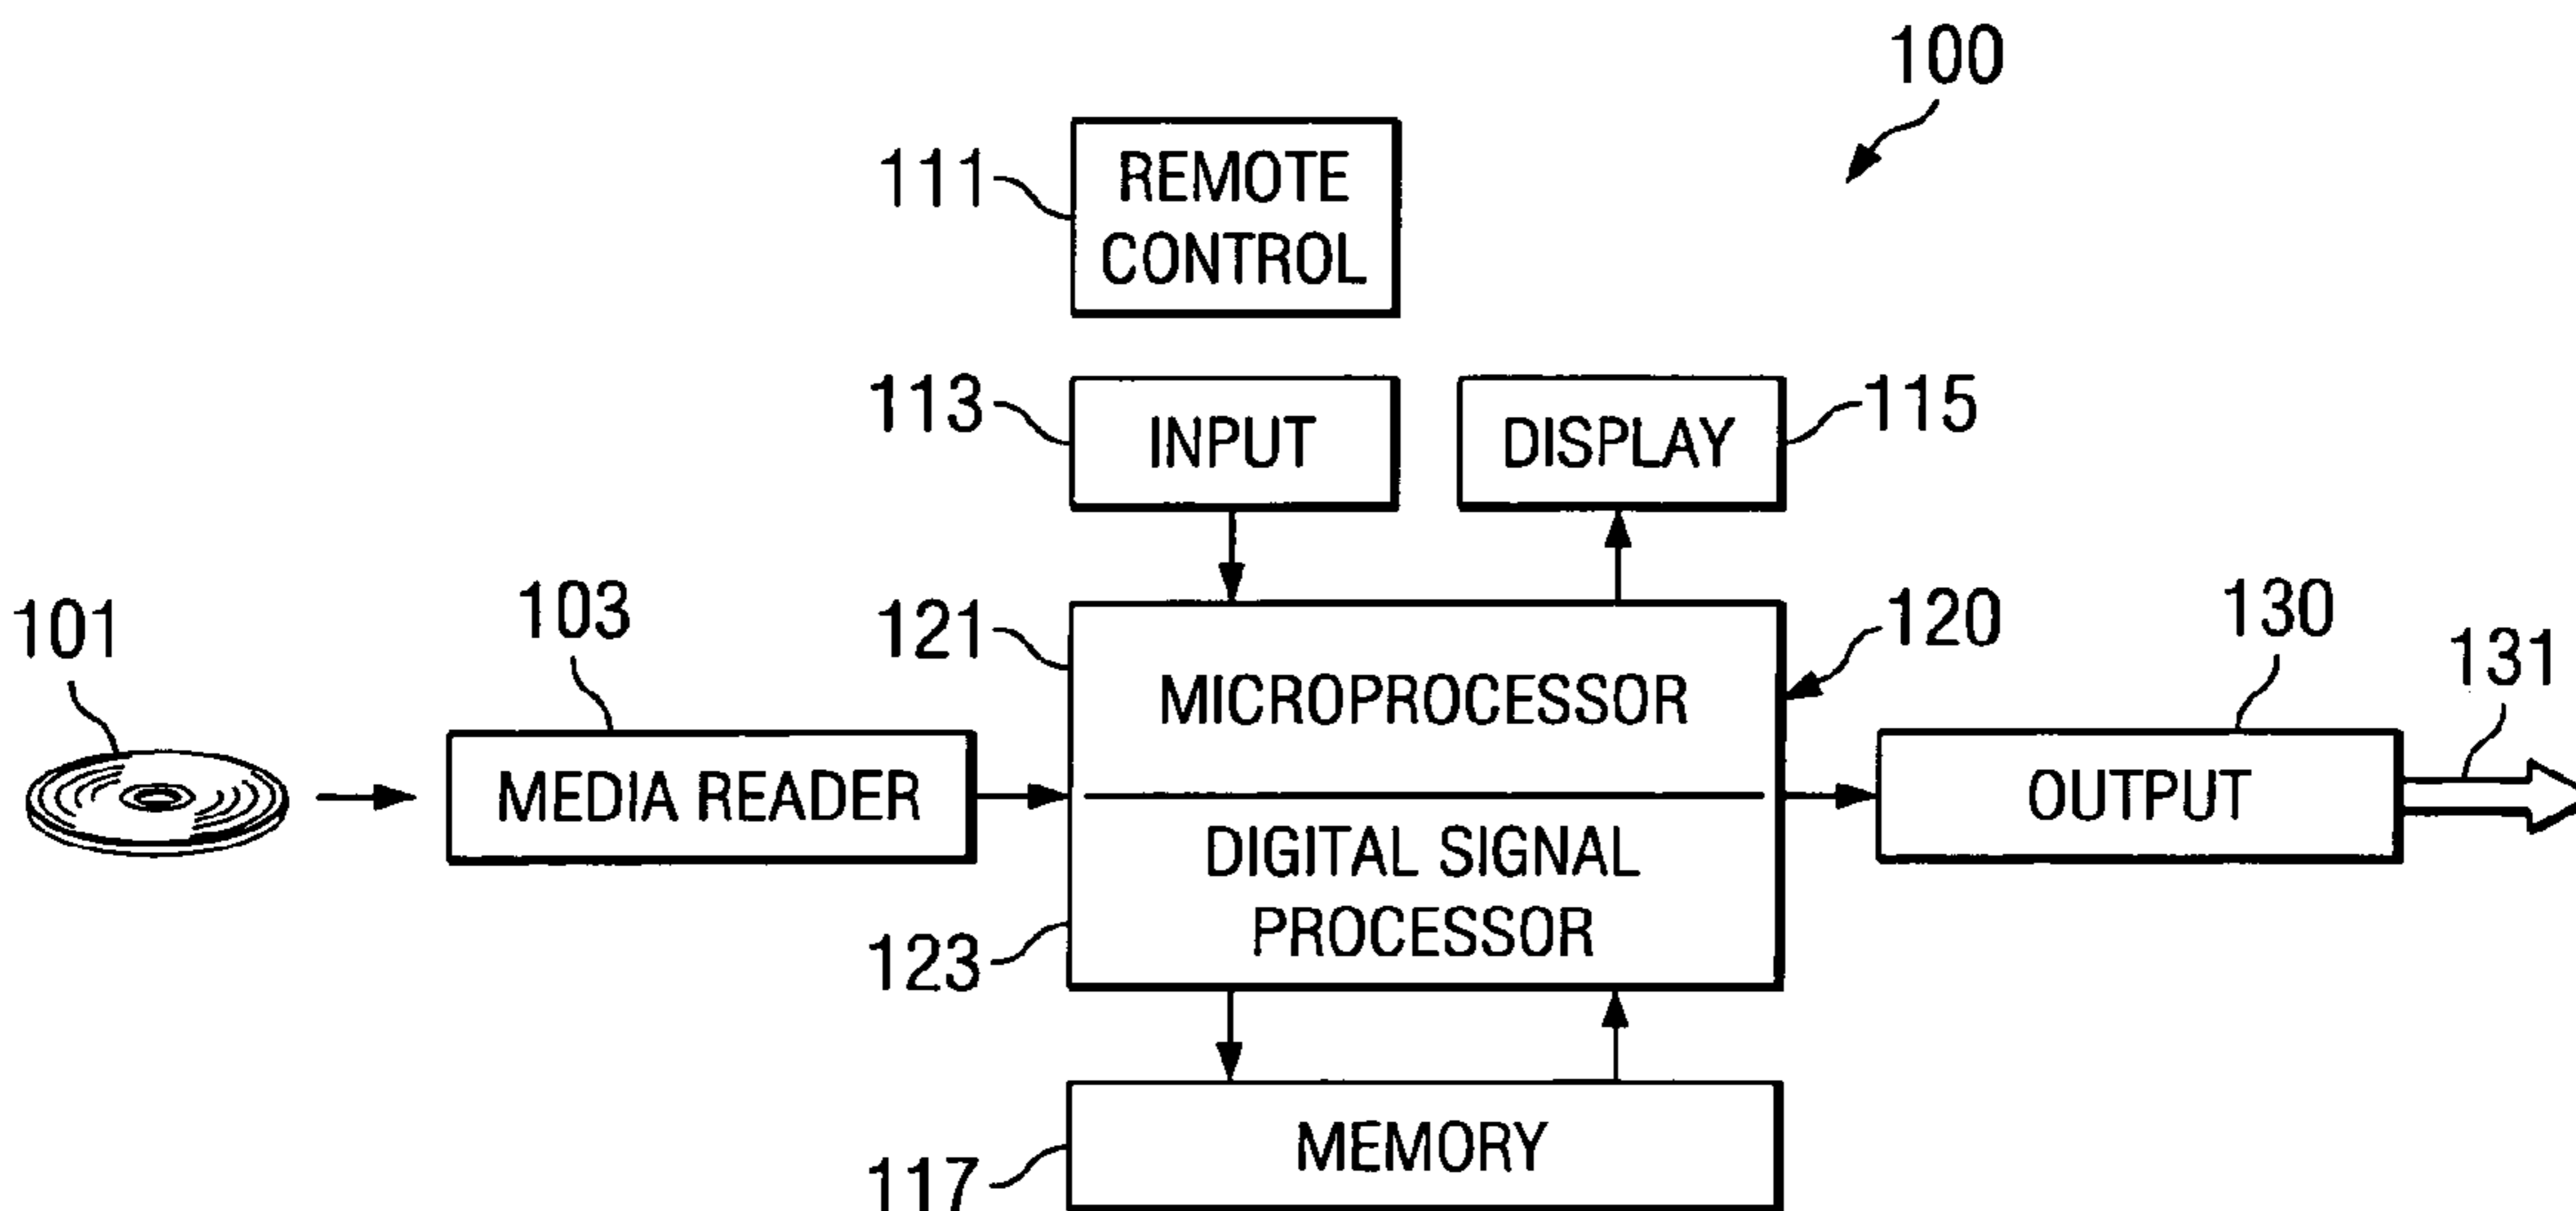 100
111
REMOTE
CONTROL
113
INPUT
DISPLAY
115
101
103
121
120
130
131
MICROPROCESSOR
MEDIA READER
OUTPUT
DIGITAL SIGNAL
PROCESSOR
123
MEMORY
117